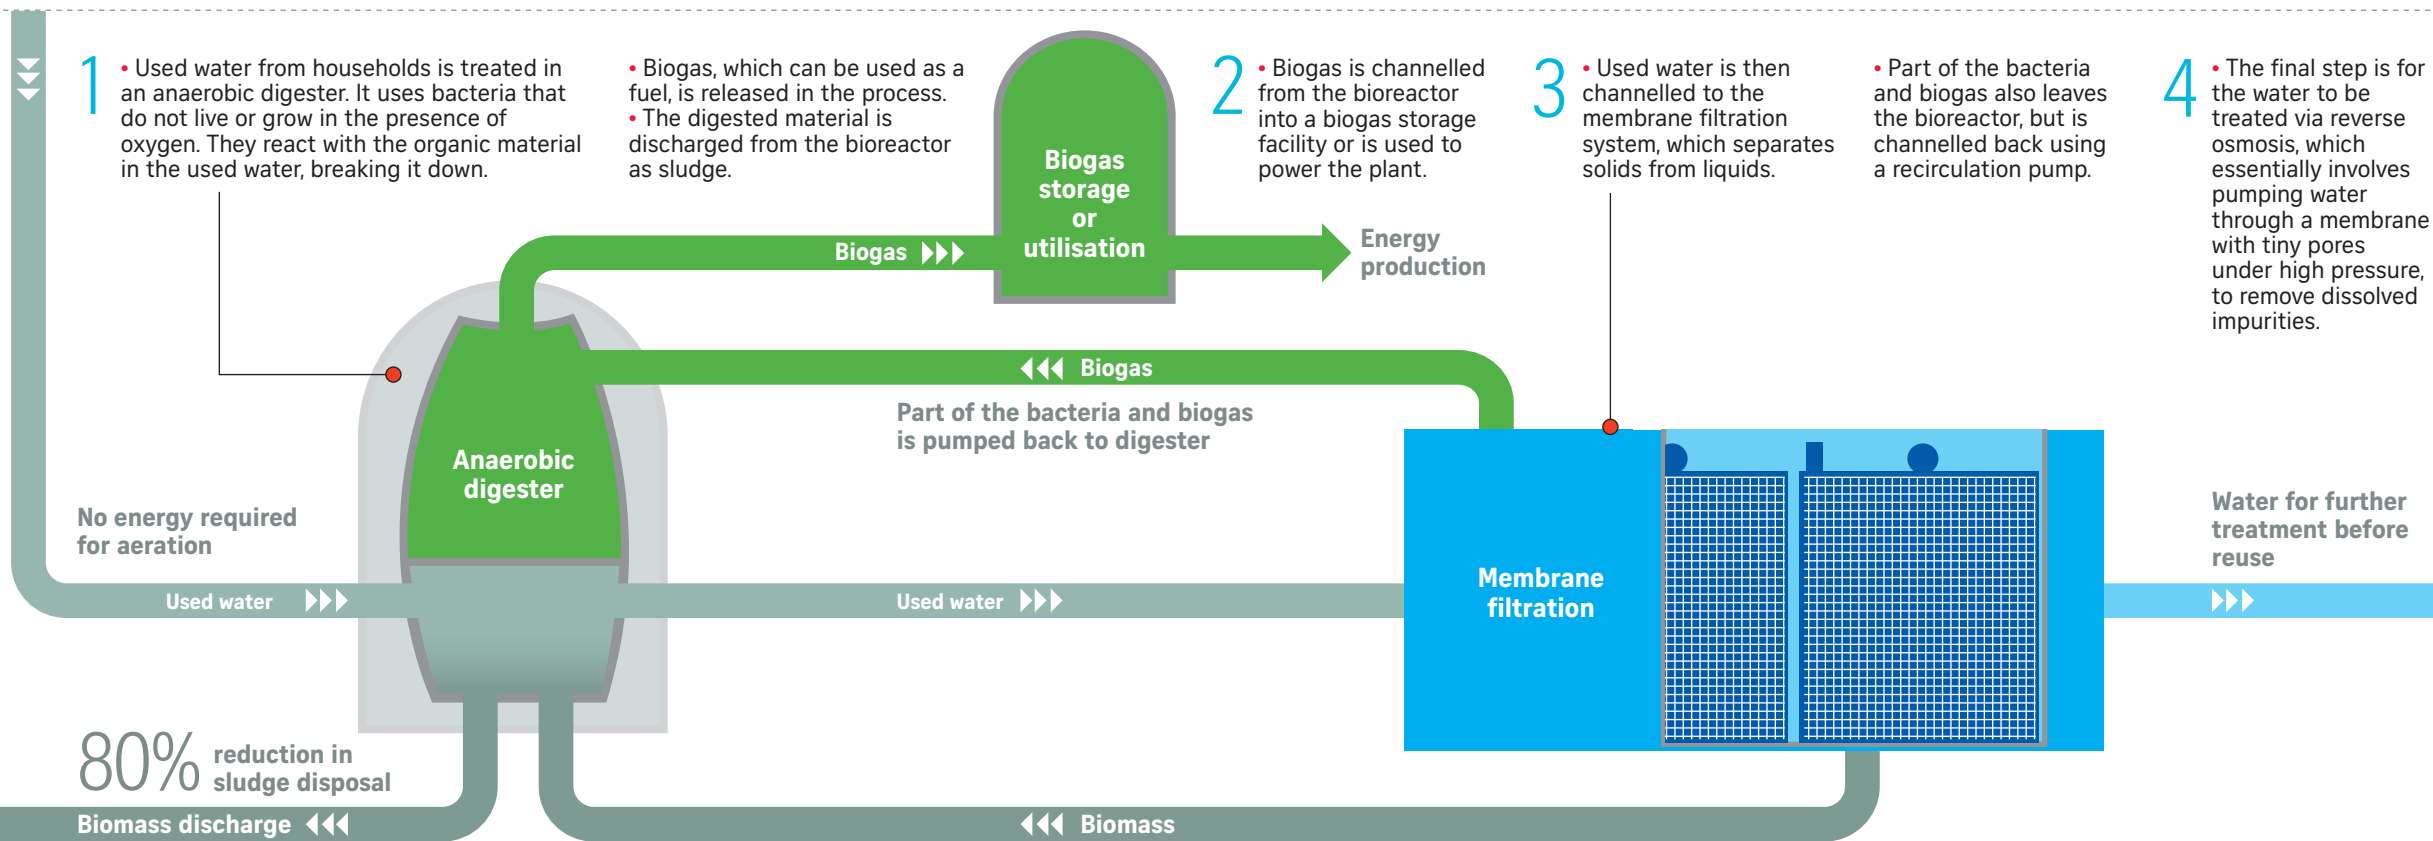 1
• Used water from households is treated in
an anaerobic digester. It uses bacteria that
do not live or grow in the presence of
oxygen. They react with the organic material
in the used water, breaking it down.
• Biogas, which can be used as a
fuel, is released in the process.
• The digested material is
discharged from the bioreactor
as sludge.
2
• Biogas is channelled
from the bioreactor
into a biogas storage
facility or is used to
power the plant.
3
• Used water is then
channelled to the
membrane filtration
system, which separates
solids from liquids.
• Part of the bacteria
and biogas also leaves
the bioreactor, but is
channelled back using
a recirculation pump.
4
• The final step is for
the water to be
treated via reverse
osmosis, which
essentially involves
pumping water
through a membrane
with tiny pores
under high pressure,
to remove dissolved
impurities.
Biogas
storage
or
utilisation
Biogas
Energy
production
Biogas
Part of the bacteria and biogas
is pumped back to digester
Anaerobic
digester
No energy required
for aeration
Used water
Used water
Membrane
filtration
Water for further
treatment before
reuse
80%
reduction in
sludge disposal
Biomass discharge
Biomass